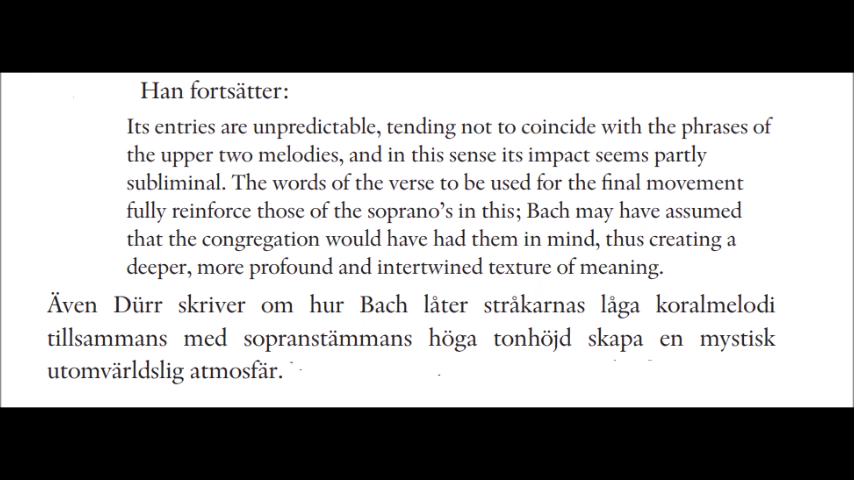 Han fortsätter:
Its entries are unpredictable, tending not to coincide with the phrases of
the upper two melodies, and in this sense its impact seems partly
subliminal. The words of the verse to be used for the final movement
fully reinforce those of the soprano’s in this; Bach may have assumed
that the congregation would have had them in mind, thus creating a
deeper, more profound and intertwined texture of meaning.
Även Dürr skriver om hur Bach låter stråkarnas låga koralmelodi
tillsammans med sopranstämmans höga tonhöjd skapa en mystisk
utomvärldslig atmosfär.